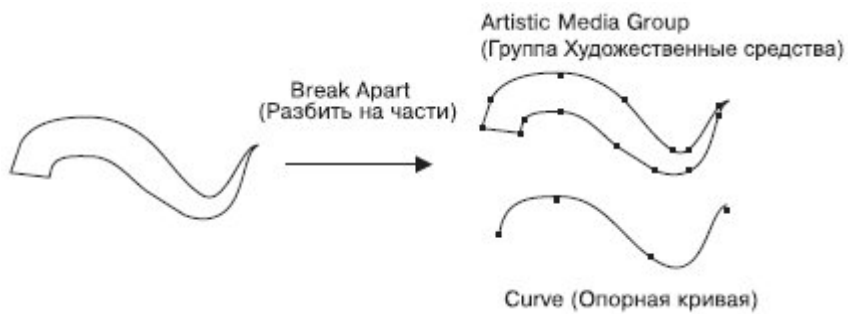 Artistic Media Group
(Группа Художественные средства)
Break Apart
(Разбить на части)
Curve (Опорная кривая)